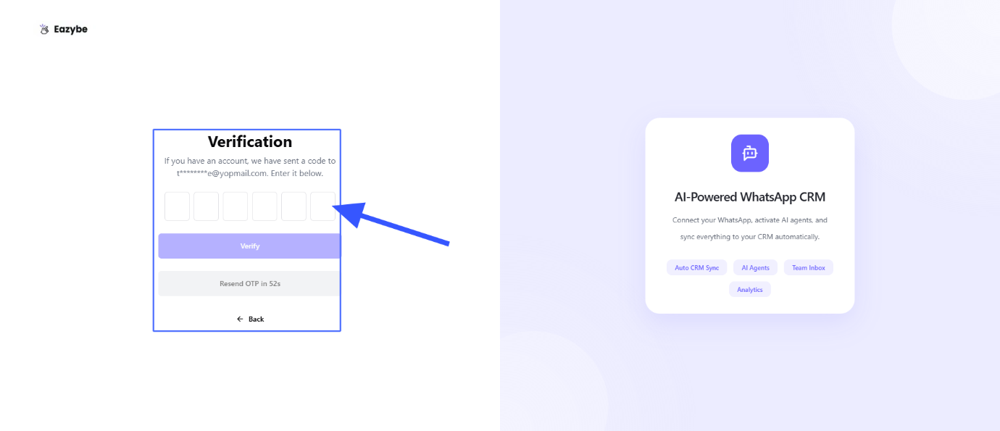 Eazybe
Verification
If you have an account, we have sent a code to
t********e@yopmail.com. Enter it below.
Verify
Resend OTP in 52s
Back
AI-Powered WhatsApp CRM
Connect your WhatsApp, activate AI agents, and
sync everything to your CRM automatically.
Auto CRM Sync
AI Agents
Team Inbox
Analytics